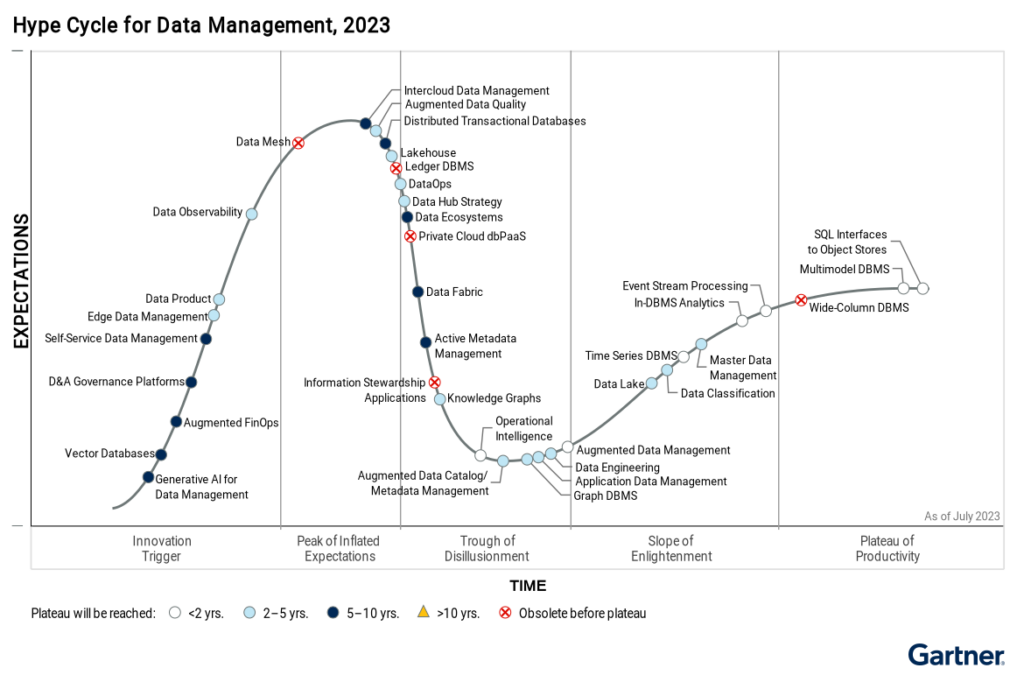 Hype Cycle for Data Management, 2023
EXPECTATIONS
Intercloud Data Management
Augmented Data Quality
Distributed Transactional Databases
Data Mesh
Lakehouse
Ledger DBMS
DataOps
Data Hub Strategy
Data Observability
Data Ecosystems
Private Cloud dbPaaS
SQL Interfaces
to Object Stores
Multimodel DBMS
Event Stream Processing
Data Fabric
Data Product
In-DBMS Analytics
Wide-Column DBMS
Edge Data Management
Self-Service Data Management
Active Metadata
Management
Time Series DBMS
Master Data
Management
D&A Governance Platforms
Information Stewardship
Applications
Data Lake
Data Classification
Knowledge Graphs
Augmented FinOps
Operational
Intelligence
Vector Databases
Augmented Data Management
Data Engineering
Generative AI for
Data Management
Augmented Data Catalog/
Metadata Management
Application Data Management
Graph DBMS
As of July 2023
Innovation
Trigger
Peak of Inflated
Expectations
Trough of
Disillusionment
Slope of
Enlightenment
Plateau of
Productivity
TIME
Plateau will be reached: <2 yrs. 2–5 yrs. 5–10 yrs. >10 yrs. Obsolete before plateau
Gartner.